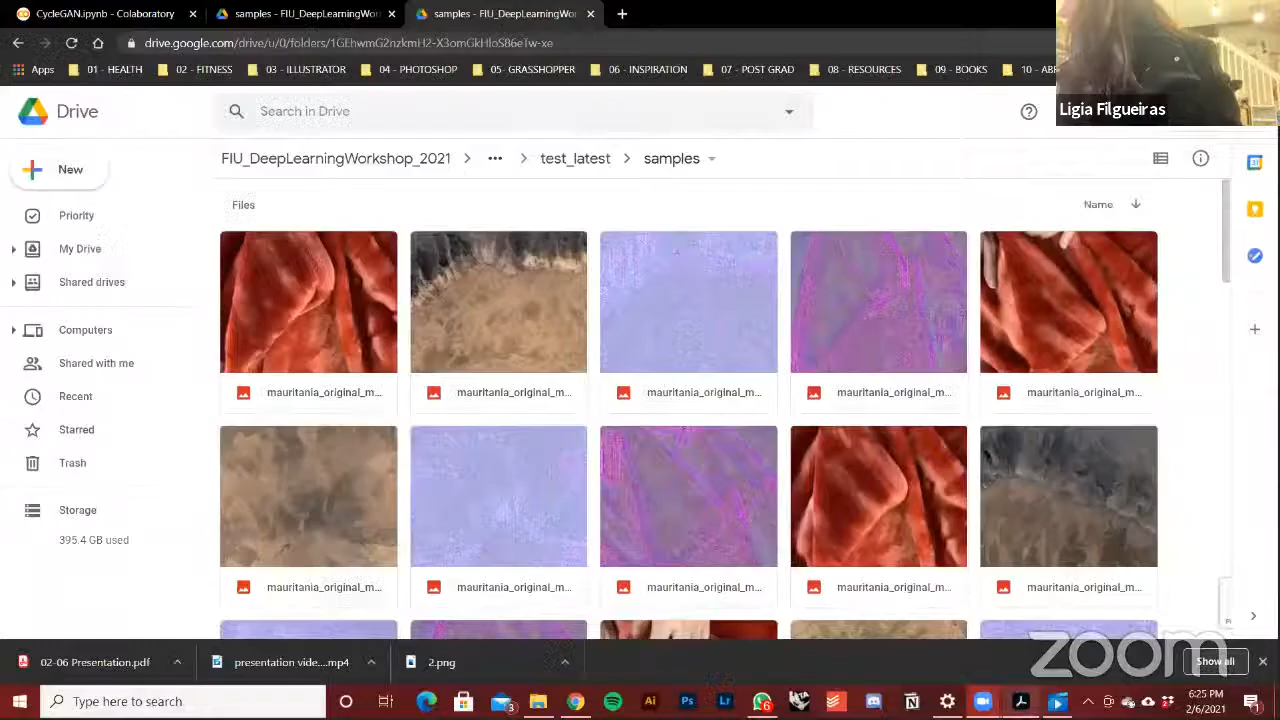 CycleGAN.ipynb - Colaboratory
samples - FIU_DeepLearningWo
samples - FIU_DeepLearningWo
drive.google.com/drive/u/0/folders/1GEhwmG2nzkmH2-X3omGkHloS86eTw-xe
Apps
01 - HEALTH
02 - FITNESS
03 - ILLUSTRATOR
04 - PHOTOSHOP
05 - GRASSHOPPER
06 - INSPIRATION
07 - POST GRAD
08 - RESOURCES
09 - BOOKS
10 - AB
Ligia Filgueiras
Drive
Search in Drive
New
FIU_DeepLearningWorkshop_2021
...
test_latest
samples
Priority
My Drive
Shared drives
Computers
Shared with me
Recent
Starred
Trash
Storage
395.4 GB used
Files
Name
mauritania_original_m...
mauritania_original_m...
mauritania_original_m...
mauritania_original_m...
mauritania_original_m...
mauritania_original_m...
mauritania_original_m...
mauritania_original_m...
mauritania_original_m...
mauritania_original_m...
zoom
02-06 Presentation.pdf
presentation vide....mp4
2.png
Show all
Type here to search
6:25 PM
2/6/2021